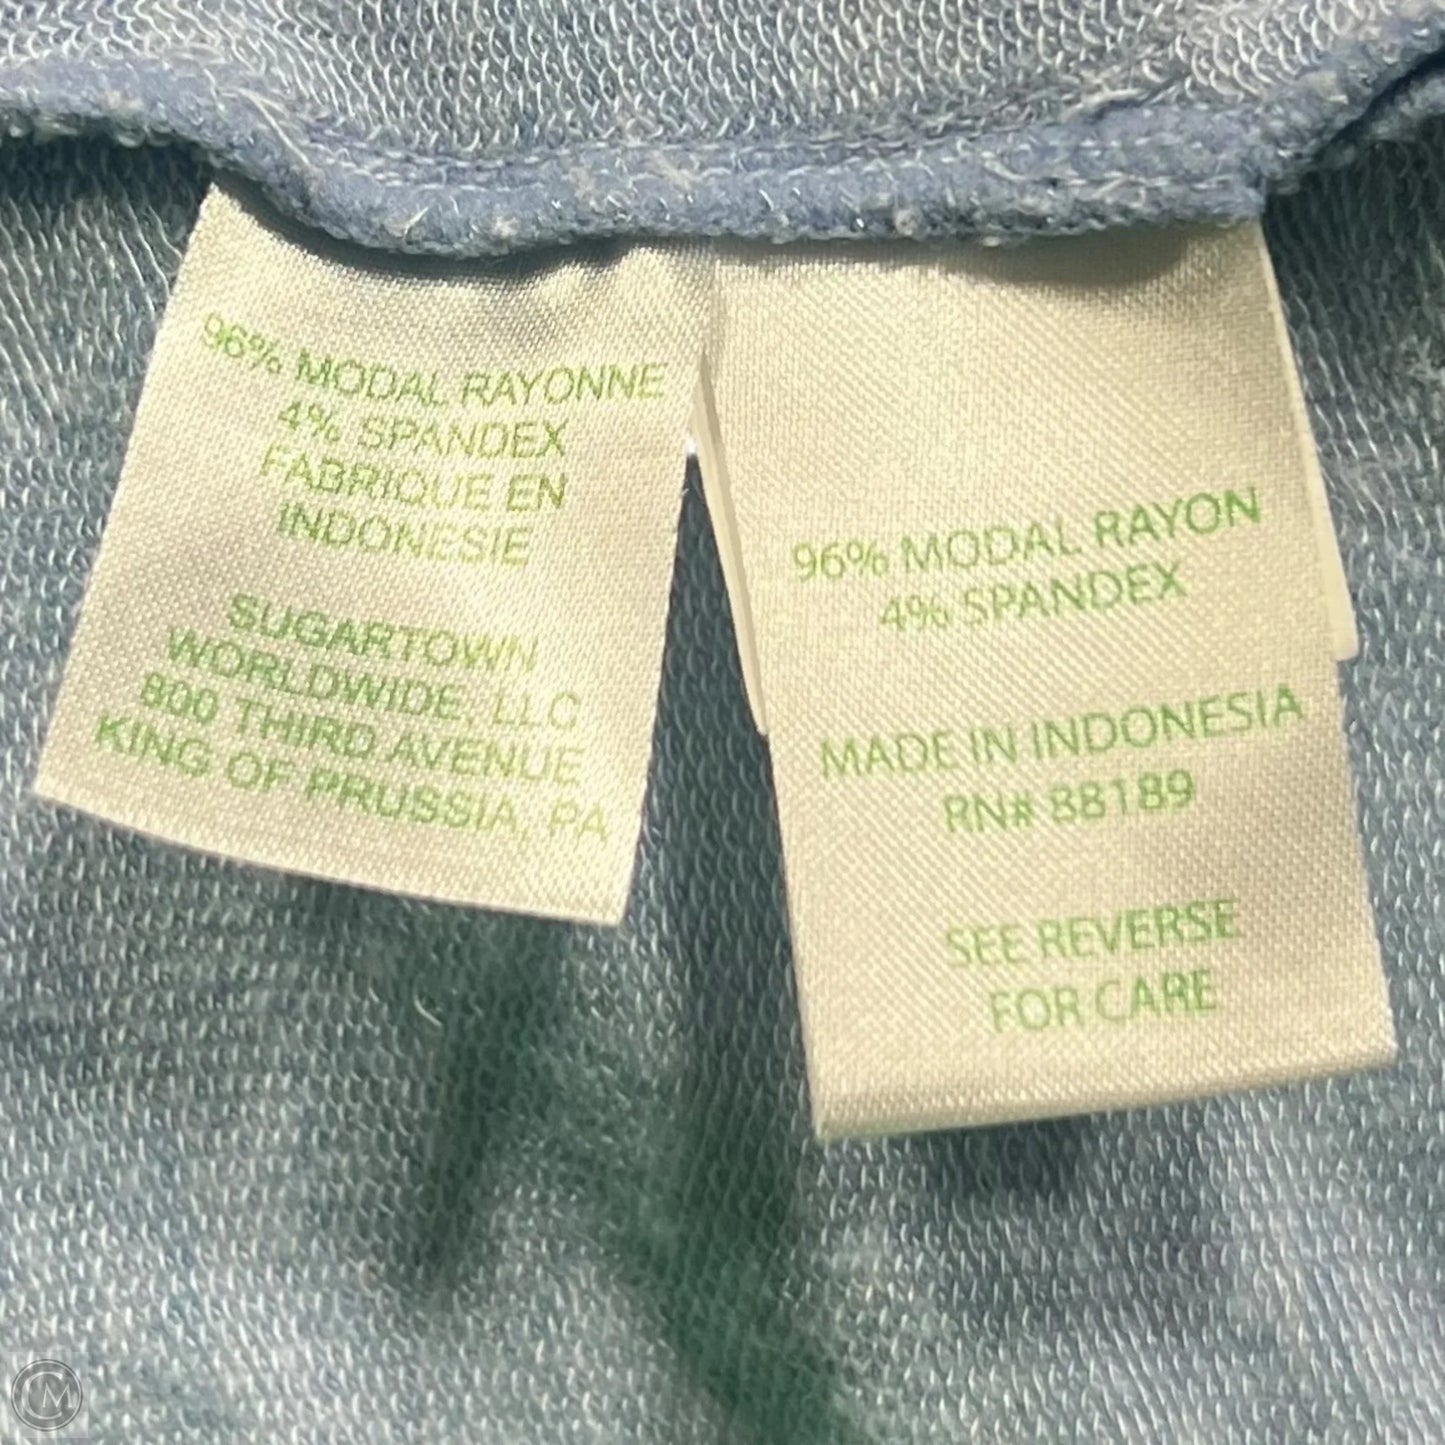 96% MODAL RAYONNE
4% SPANDEX
FABRIQUE EN
INDONESIE
SUGARTOWN
WORLDWIDE, LLC
800 THIRD AVENUE
KING OF PRUSSIA, PA
96% MODAL RAYON
4% SPANDEX
MADE IN INDONESIA
RN# 88189
SEE REVERSE
FOR CARE
CM